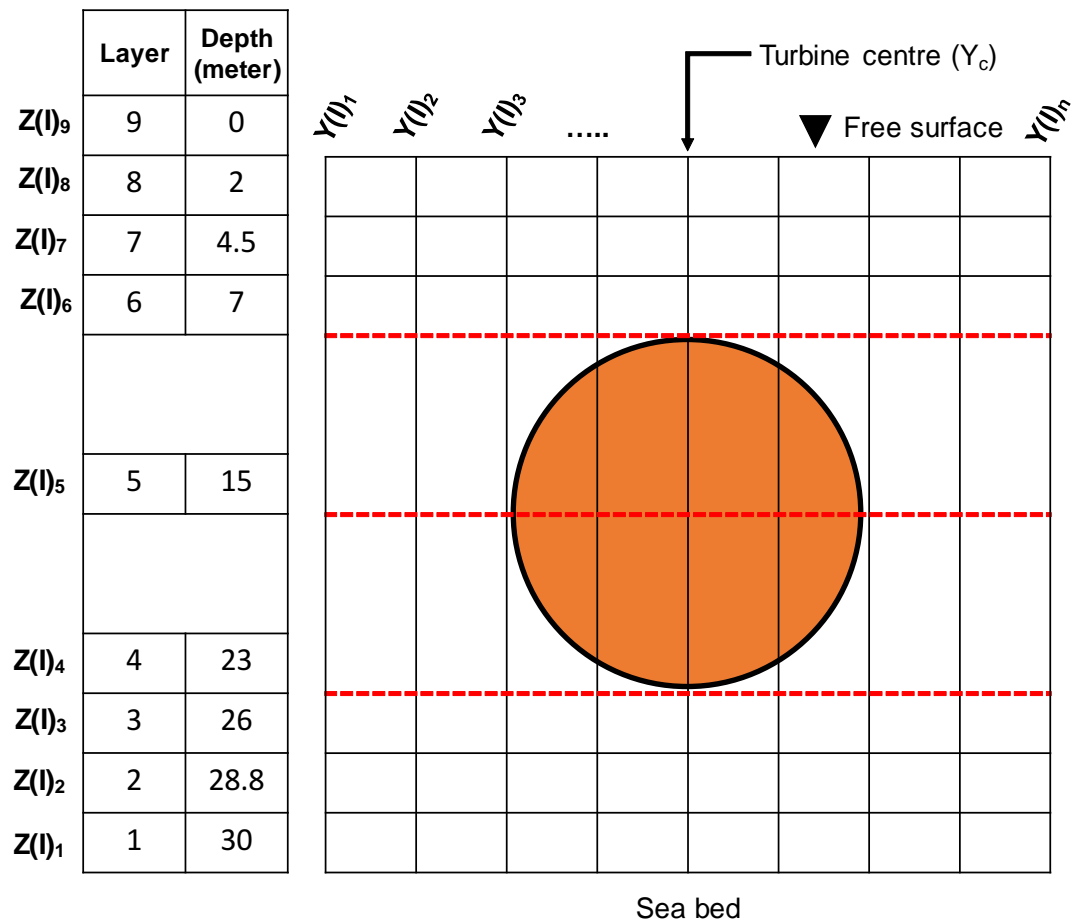 Layer Depth (meter)
Z(I)9 9 0
Z(I)8 8 2
Z(I)7 7 4.5
Z(I)6 6 7
Z(I)5 5 15
Z(I)4 4 23
Z(I)3 3 26
Z(I)2 2 28.8
Z(I)1 1 30
Turbine centre (Yc)
Y(I)1 Y(I)2 Y(I)3 ..... Free surface Y(I)n
Sea bed